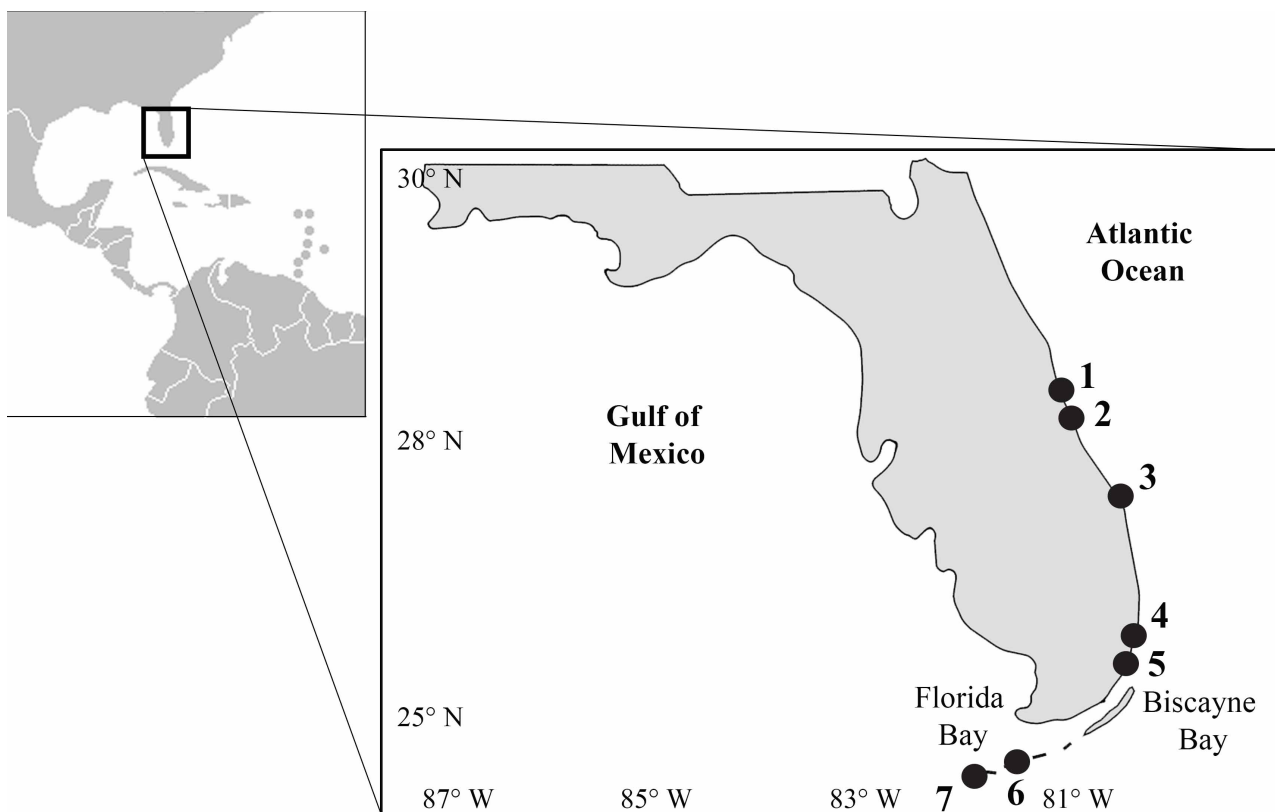 30° N
Atlantic
Ocean
1
2
Gulf of
Mexico
28° N
3
4
5
Florida
Bay
Biscayne
Bay
25° N
7
6
87° W
85° W
83° W
81° W